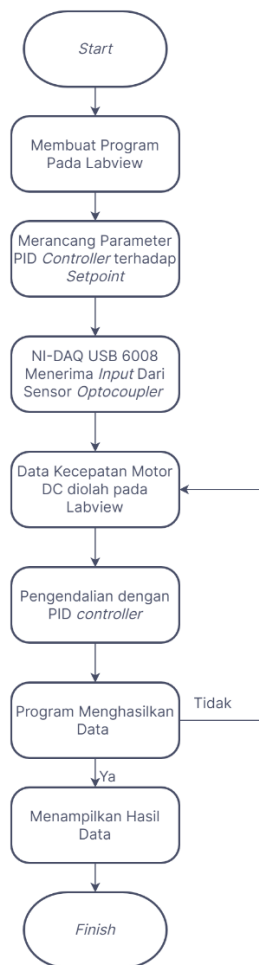 Start
Membuat Program
Pada Labview
Merancang Parameter
PID Controller terhadap
Setpoint
NI-DAQ USB 6008
Menerima Input Dari
Sensor Optocoupler
Data Kecepatan Motor
DC diolah pada
Labview
Pengendalian dengan
PID controller
Program Menghasilkan
Data
Tidak
Ya
Menampilkan Hasil
Data
Finish